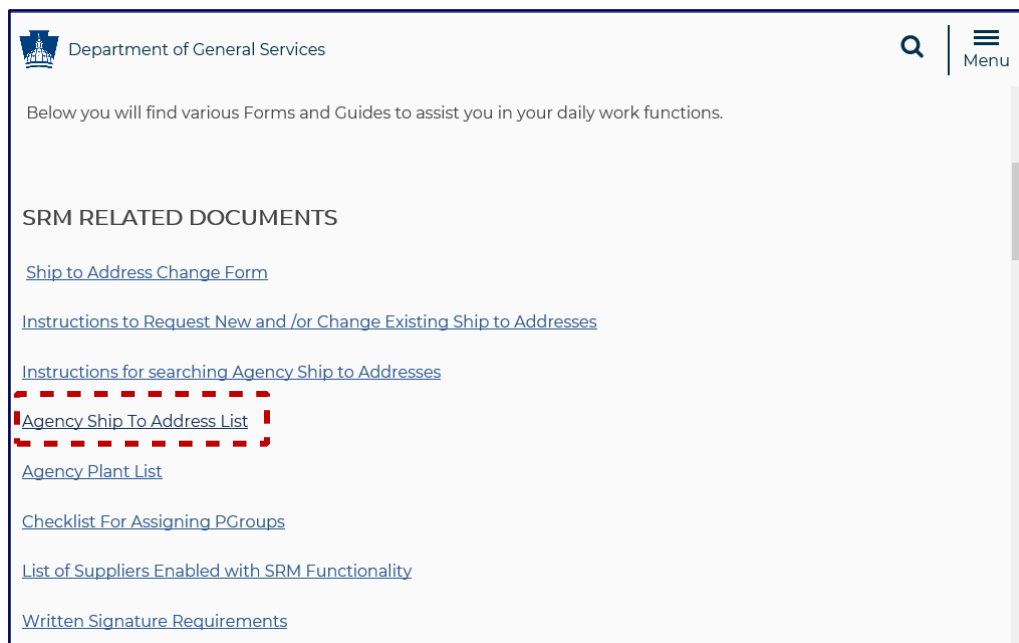 Department of General Services
Menu
Below you will find various Forms and Guides to assist you in your daily work functions.
SRM RELATED DOCUMENTS
Ship to Address Change Form
Instructions to Request New and /or Change Existing Ship to Addresses
Instructions for searching Agency Ship to Addresses
Agency Ship To Address List
Agency Plant List
Checklist For Assigning PGroups
List of Suppliers Enabled with SRM Functionality
Written Signature Requirements